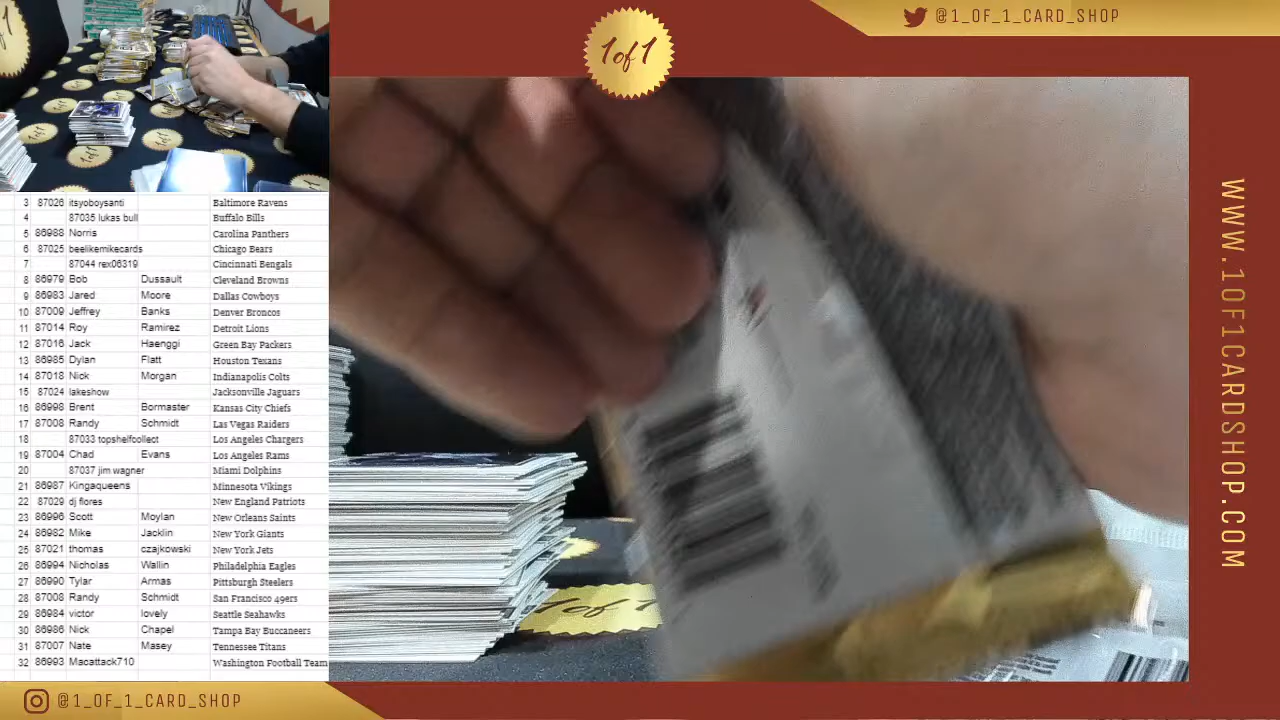 @1_OF_1_CARD_SHOP
1of1
3 87026 itsyoboysanti Baltimore Ravens
4 87035 lukas bull Buffalo Bills
5 86988 Norris Carolina Panthers
6 87025 beelikemikecards Chicago Bears
7 87044 rex06319 Cincinnati Bengals
8 86979 Bob Dussault Cleveland Browns
9 86983 Jared Moore Dallas Cowboys
10 87009 Jeffrey Banks Denver Broncos
11 87014 Roy Ramirez Detroit Lions
12 87016 Jack Haenggi Green Bay Packers
13 86985 Dylan Flatt Houston Texans
14 87018 Nick Morgan Indianapolis Colts
15 87024 lakeshow Jacksonville Jaguars
16 86998 Brent Bormaster Kansas City Chiefs
17 87008 Randy Schmidt Las Vegas Raiders
18 87033 topshelfcollect Los Angeles Chargers
19 87004 Chad Evans Los Angeles Rams
20 87037 jim wagner Miami Dolphins
21 86987 Kingaqueens Minnesota Vikings
22 87029 dj flores New England Patriots
23 86996 Scott Moylan New Orleans Saints
24 86982 Mike Jacklin New York Giants
25 87021 thomas czajkowski New York Jets
26 86994 Nicholas Wallin Philadelphia Eagles
27 86990 Tylar Armas Pittsburgh Steelers
28 87008 Randy Schmidt San Francisco 49ers
29 86984 victor lovely Seattle Seahawks
30 86986 Nick Chapel Tampa Bay Buccaneers
31 87007 Nate Masey Tennessee Titans
32 86993 Macattack710 Washington Football Team
1of1
WWW.1OF1CARDSHOP.COM
@1_OF_1_CARD_SHOP